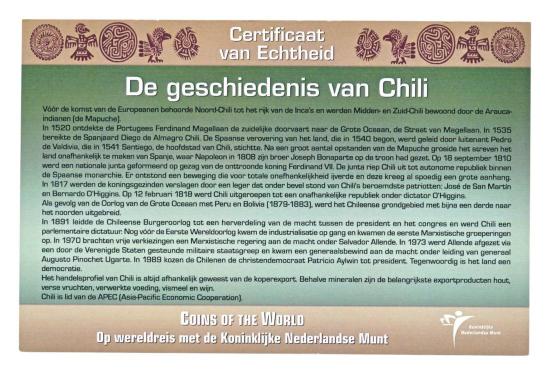 Certificaat
van Echtheid
De geschiedenis van Chili
Vóór de komst van de Europeanen behoorde Noord-Chili tot het rijk van de Inca's en werden Midden- en Zuid-Chili bewoond door de Arauca-
indianen (de Mapuche).
In 1520 ontdekte de Portugees Ferdinand Magellaan de zuidelijke doorvaart naar de Grote Oceaan, de Straat van Magellaan. In 1535
bereikte de Spanjaard Diego de Almagro Chili. De Spaanse verovering van het land, die in 1540 begon, werd geleid door luitenant Pedro
de Valdivia, die in 1541 Santiago, de hoofdstad van Chili, stichtte. Na een groot aantal opstanden van de Mapuche groeide het streven het
land onafhankelijk te maken van Spanje, waar Napoleon in 1808 zijn broer Joseph Bonaparte op de troon had gezet. Op 18 september 1810
werd een nationale junta geformeerd op gezag van de onttroonde koning Ferdinand VII. De junta riep Chili uit tot autonome republiek binnen
de Spaanse monarchie. Er ontstond een beweging die voor totale onafhankelijkheid ijverde en deze kreeg al spoedig een grote aanhang.
In 1817 werden de koningsgezinden verslagen door een leger dat onder bevel stond van Chili's beroemdste patriotten: José de San Martín
en Bernardo O'Higgins. Op 12 februari 1818 werd Chili uitgeroepen tot een onafhankelijke republiek onder dictator O'Higgins.
Als gevolg van de Oorlog van de Grote Oceaan met Peru en Bolivia (1879-1883), werd het Chileense grondgebied met bijna een derde naar
het noorden uitgebreid.
In 1891 leidde de Chileense Burgeroorlog tot een herverdeling van de macht tussen de president en het congres en werd Chili een
parlementaire dictatuur. Nog vóór de Eerste Wereldoorlog kwam de industrialisatie op gang en kwamen de eerste Marxistische groeperingen
op. In 1970 brachten vrije verkiezingen een Marxistische regering aan de macht onder Salvador Allende. In 1973 werd Allende afgezet via
een door de Verenigde Staten gesteunde militaire staatsgreep en kwam een generaalsbewind aan de macht onder leiding van generaal
Augusto Pinochet Ugarte. In 1989 kozen de Chilenen de christendemocraat Patricio Aylwin tot president. Tegenwoordig is het land een
democratie.
Het handelsprofiel van Chili is altijd afhankelijk geweest van de koperexport. Behalve mineralen zijn de belangrijkste exportproducten hout,
verse vruchten, verwerkte voeding, vismeel en wijn.
Chili is lid van de APEC (Asia-Pacific Economic Cooperation).
COINS OF THE WORLD
Op wereldreis met de Koninklijke Nederlandse Munt
Koninklijke
Nederlandse Munt